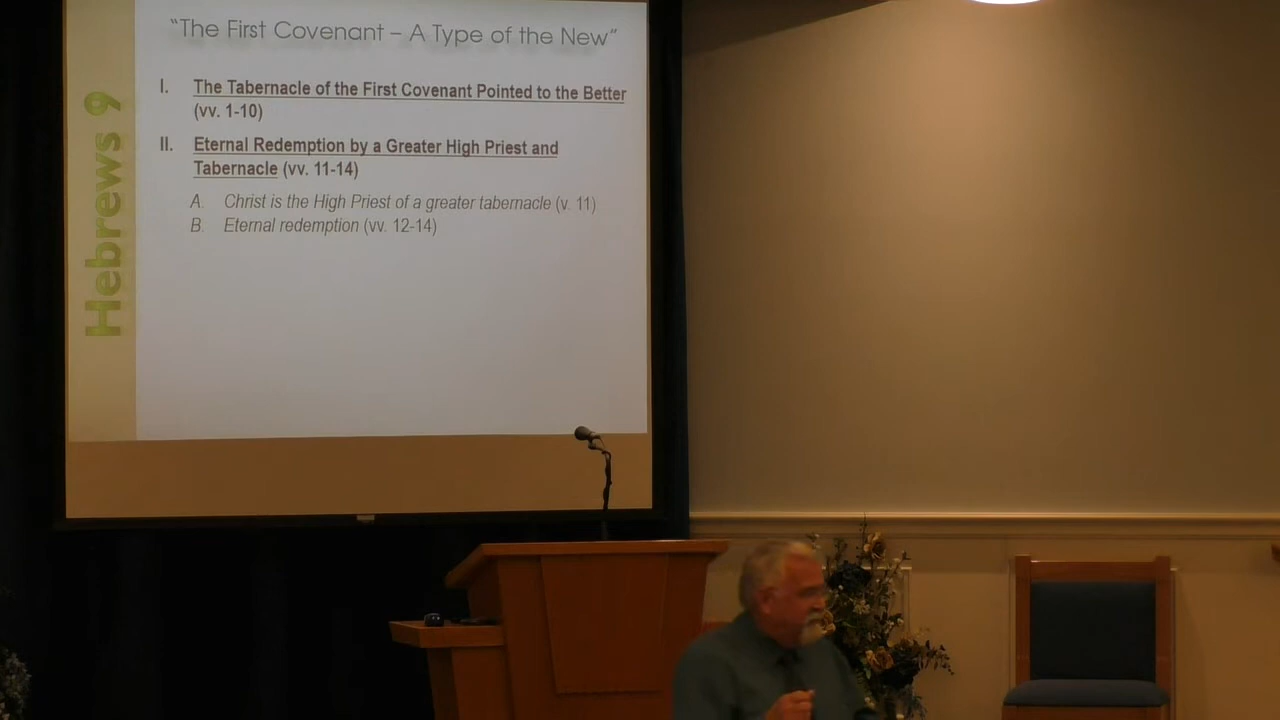 "The First Covenant – A Type of the New"
Hebrews 9
I. The Tabernacle of the First Covenant Pointed to the Better
(vv. 1-10)
II. Eternal Redemption by a Greater High Priest and
Tabernacle (vv. 11-14)
A. Christ is the High Priest of a greater tabernacle (v. 11)
B. Eternal redemption (vv. 12-14)